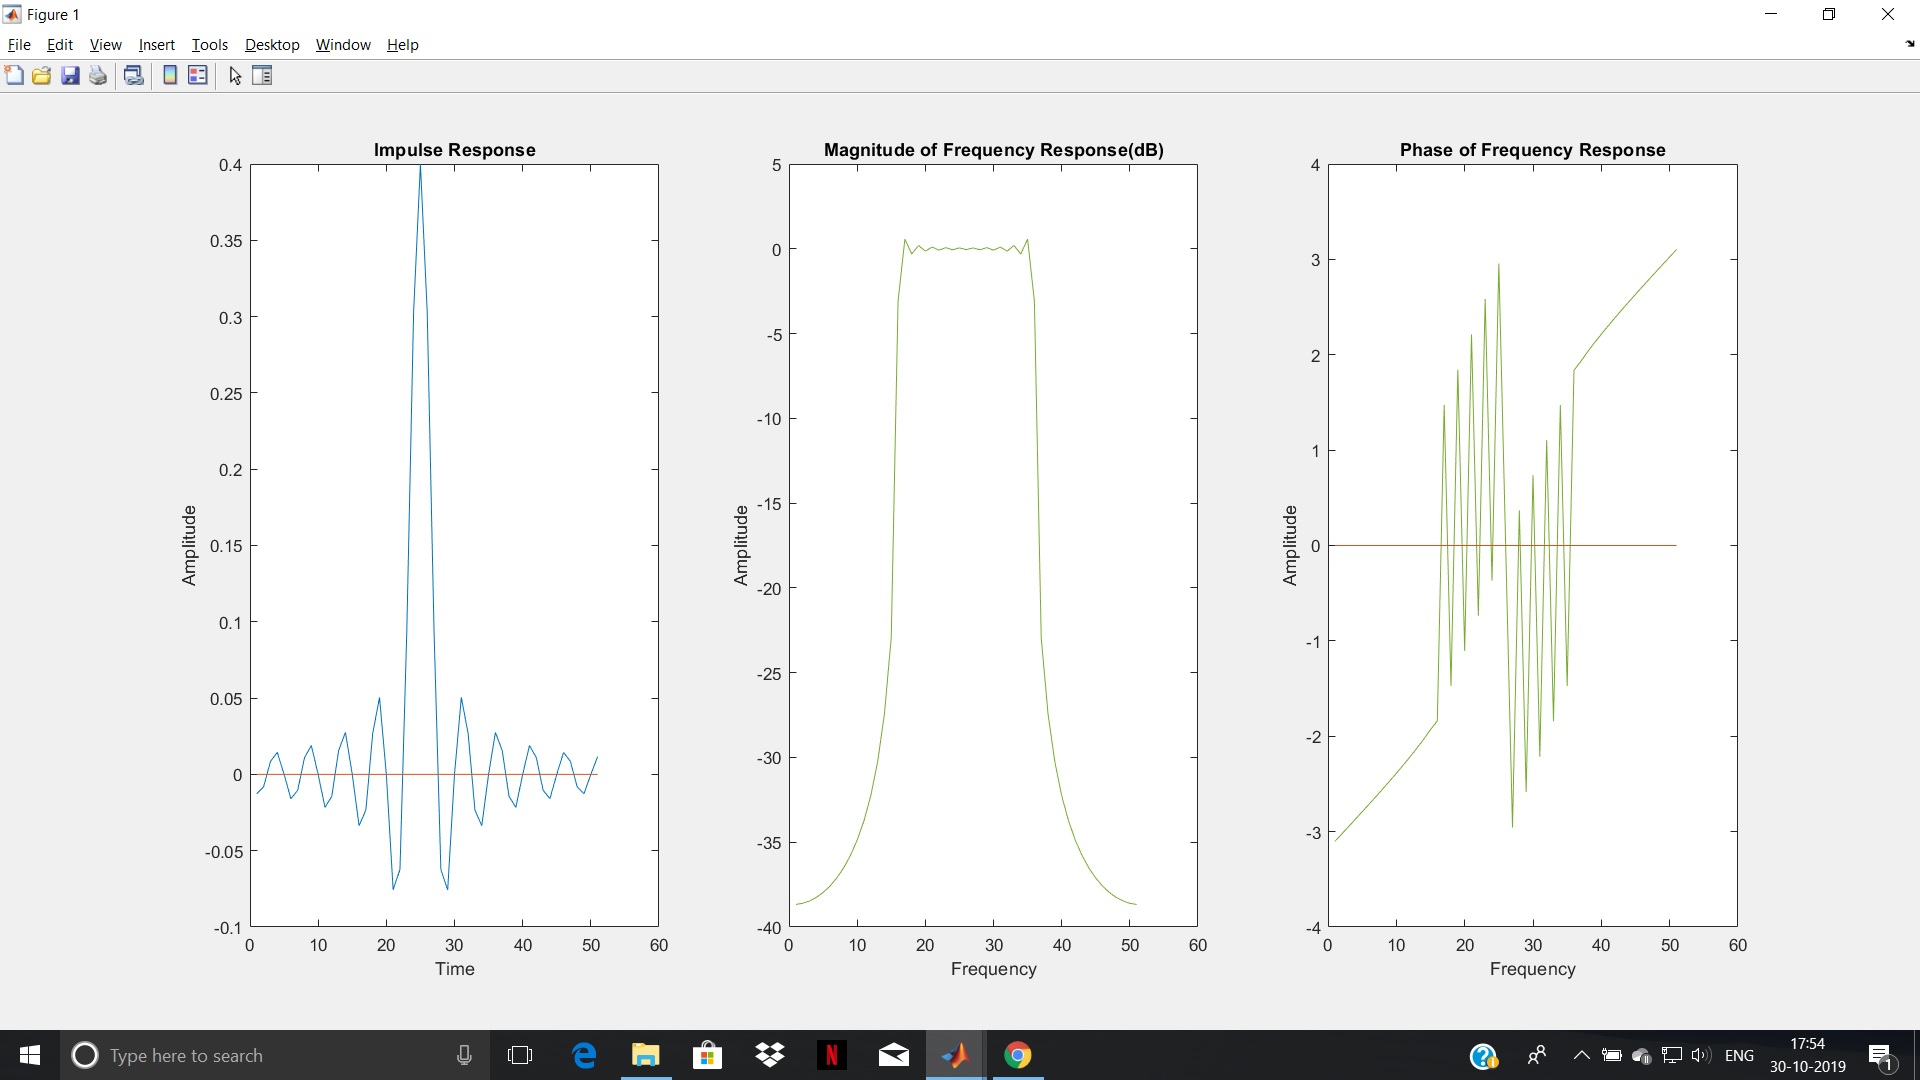 Figure 1
File Edit View Insert Tools Desktop Window Help
Impulse Response
0.4
0.35
0.3
0.25
0.2
0.15
0.1
0.05
0
-0.05
-0.1
0 10 20 30 40 50 60
Time
Amplitude
Magnitude of Frequency Response(dB)
5
0
-5
-10
-15
-20
-25
-30
-35
-40
0 10 20 30 40 50 60
Frequency
Amplitude
Phase of Frequency Response
4
3
2
1
0
-1
-2
-3
-4
0 10 20 30 40 50 60
Frequency
Amplitude
Type here to search
N
ENG
17:54
30-10-2019
1